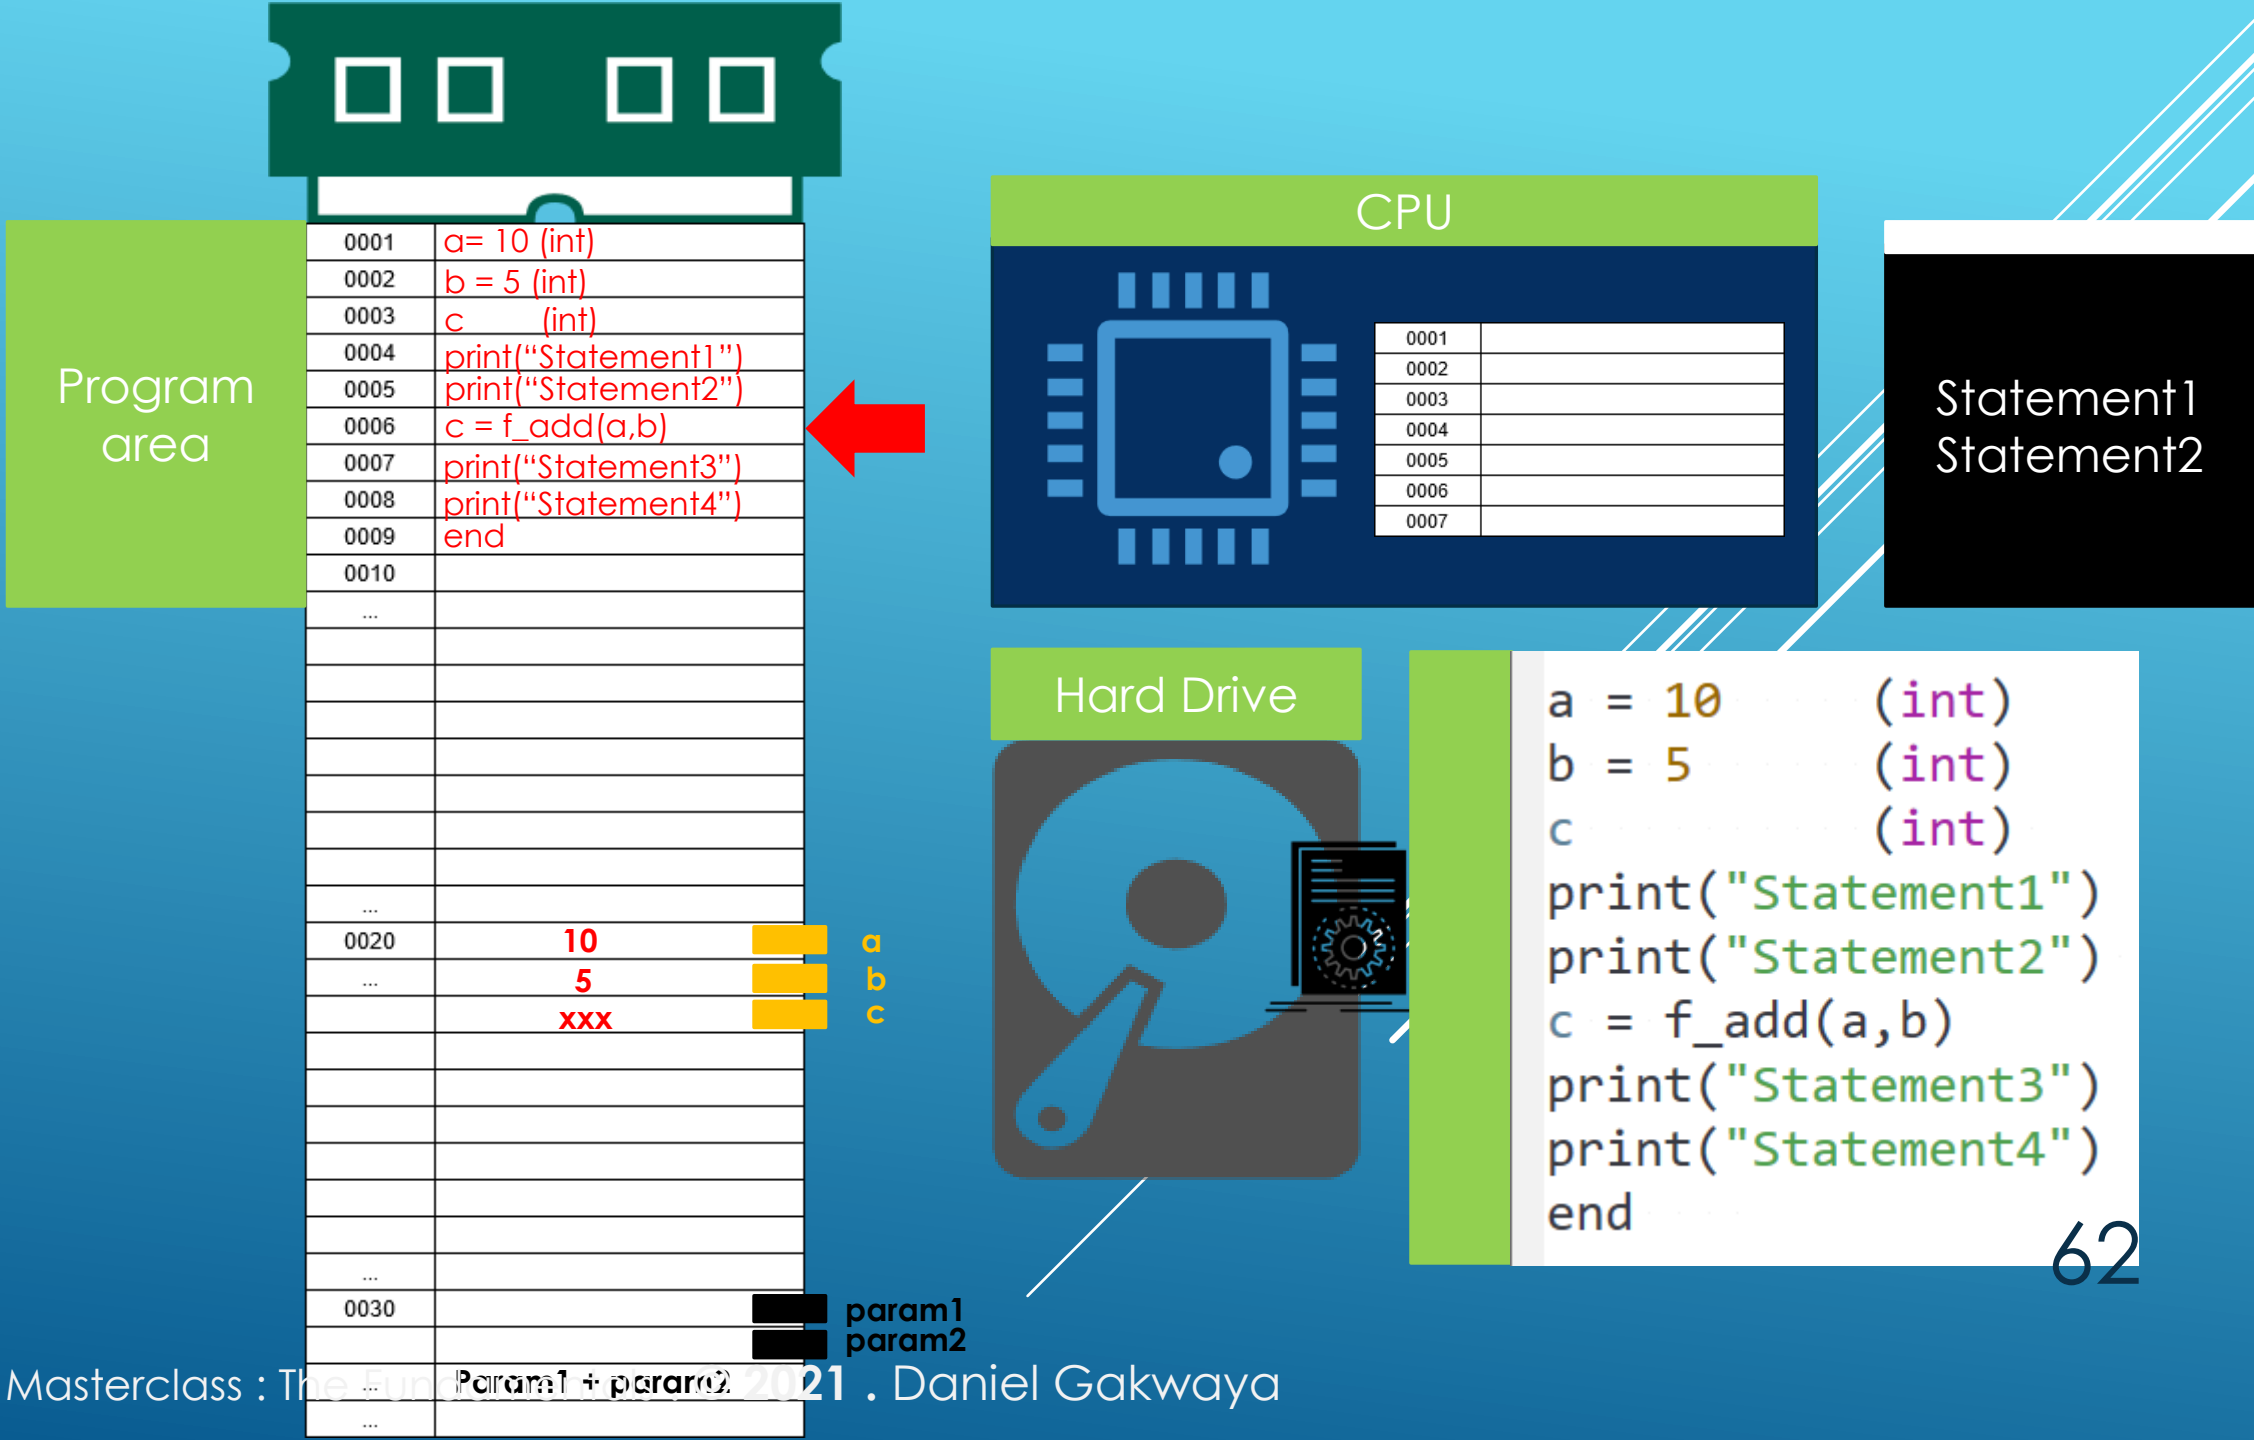 Program
area
0001 a= 10 (int)
0002 b = 5 (int)
0003 c (int)
0004 print(“Statement1”)
0005 print(“Statement2”)
0006 c = f_add(a,b)
0007 print(“Statement3”)
0008 print(“Statement4”)
0009 end
0010
...
...
0020 10 a
... 5 b
xxx c
...
0030 param1
param2
... Param1 + param2
...
CPU
0001
0002
0003
0004
0005
0006
0007
Statement1
Statement2
Hard Drive
a = 10 (int)
b = 5 (int)
c (int)
print("Statement1")
print("Statement2")
c = f_add(a,b)
print("Statement3")
print("Statement4")
end
62
Masterclass : The Fundamentals . © 2021 . Daniel Gakwaya